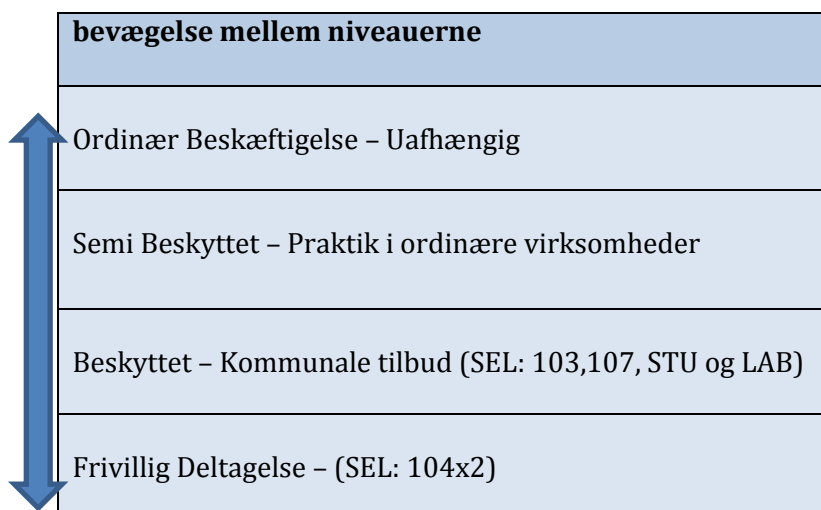 bevægelse mellem niveauerne
Ordinær Beskæftigelse – Uafhængig
Semi Beskyttet – Praktik i ordinære virksomheder
Beskyttet – Kommunale tilbud (SEL: 103,107, STU og LAB)
Frivillig Deltagelse – (SEL: 104x2)